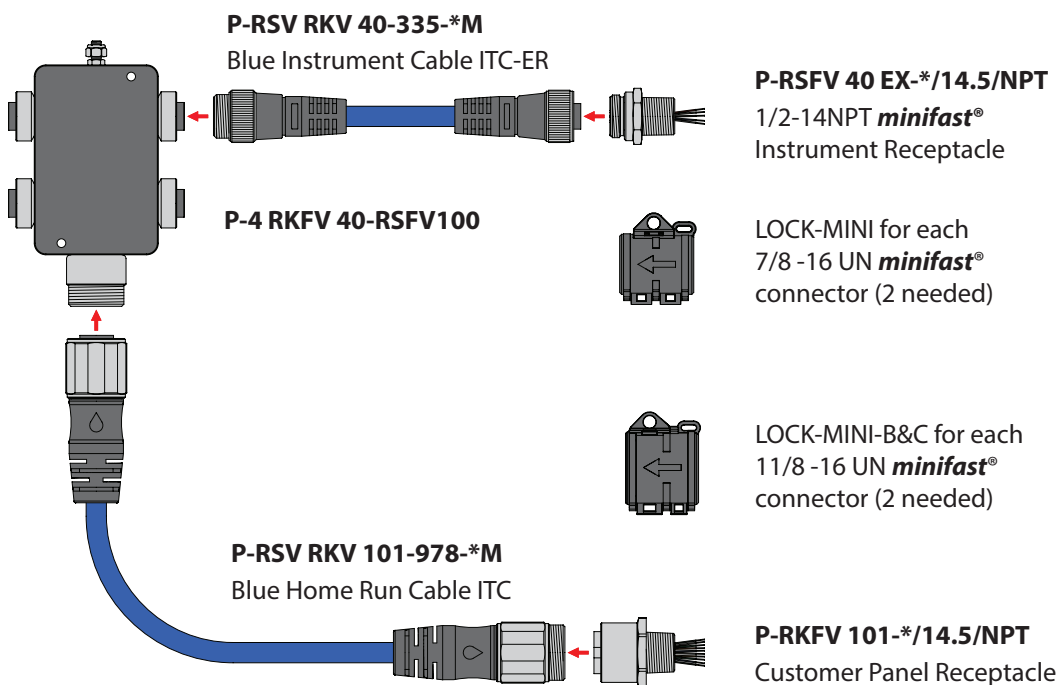 P-RSV RKV 40-335-*M
Blue Instrument Cable ITC-ER
P-RSFV 40 EX-*/14.5/NPT
1/2-14NPT minifast®
Instrument Receptacle
P-4 RKFV 40-RSFV100
LOCK-MINI for each
7/8 -16 UN minifast®
connector (2 needed)
LOCK-MINI-B&C for each
11/8 -16 UN minifast®
connector (2 needed)
P-RSV RKV 101-978-*M
Blue Home Run Cable ITC
P-RKFV 101-*/14.5/NPT
Customer Panel Receptacle